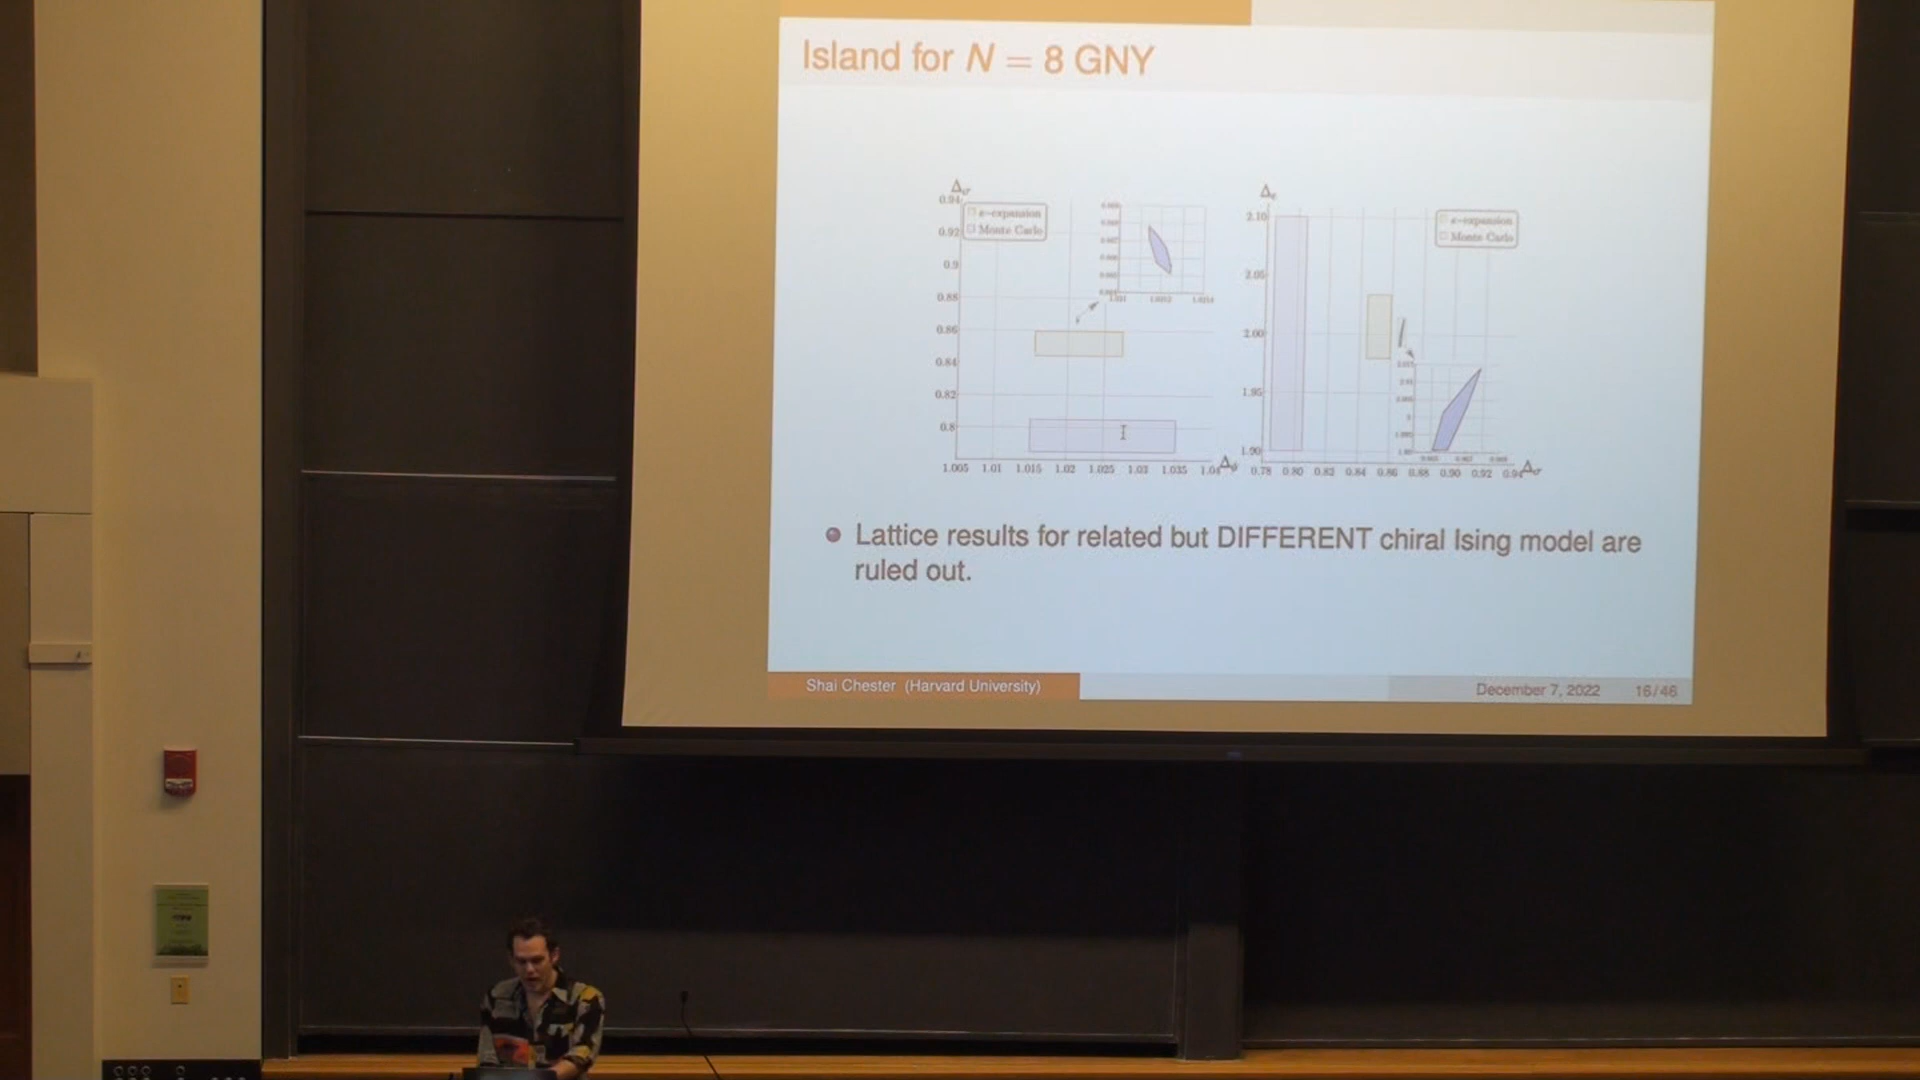 Island for N = 8 GNY
Δσ
0.94
0.92
0.9
0.88
0.86
0.84
0.82
0.8
ε-expansion
Monte Carlo
1.005 1.01 1.015 1.02 1.025 1.03 1.035
Δε
2.10
2.05
2.00
1.95
1.90
ε-expansion
Monte Carlo
0.78 0.80 0.82 0.84 0.86 0.88 0.90 0.92 0.94 Δσ
Lattice results for related but DIFFERENT chiral Ising model are
ruled out.
Shai Chester (Harvard University)
December 7, 2022
16/46